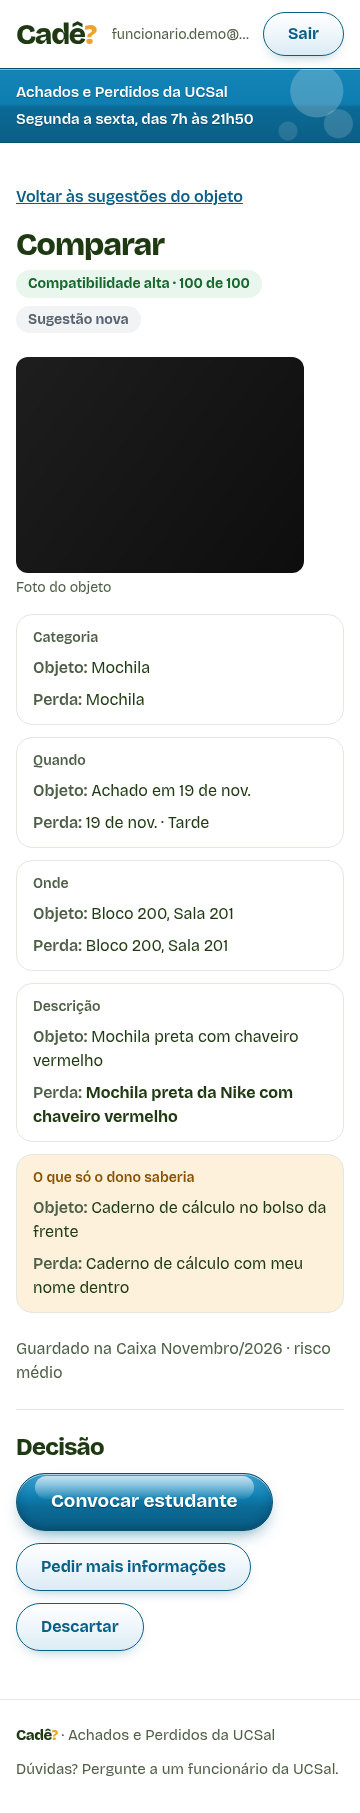 Cadê?
funcionario.demo@...
Sair
Achados e Perdidos da UCSal
Segunda a sexta, das 7h às 21h50
Voltar às sugestões do objeto
Comparar
Compatibilidade alta · 100 de 100
Sugestão nova
Foto do objeto
Categoria
Objeto: Mochila
Perda: Mochila
Quando
Objeto: Achado em 19 de nov.
Perda: 19 de nov. · Tarde
Onde
Objeto: Bloco 200, Sala 201
Perda: Bloco 200, Sala 201
Descrição
Objeto: Mochila preta com chaveiro
vermelho
Perda: Mochila preta da Nike com
chaveiro vermelho
O que só o dono saberia
Objeto: Caderno de cálculo no bolso da
frente
Perda: Caderno de cálculo com meu
nome dentro
Guardado na Caixa Novembro/2026 · risco
médio
Decisão
Convocar estudante
Pedir mais informações
Descartar
Cadê? · Achados e Perdidos da UCSal
Dúvidas? Pergunte a um funcionário da UCSal.